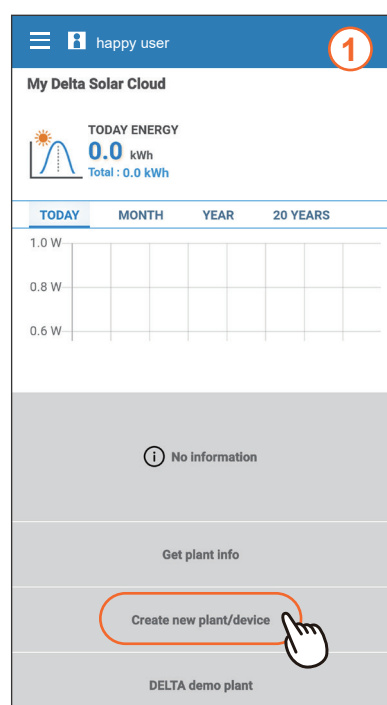 happy user
1
My Delta Solar Cloud
TODAY ENERGY
0.0 kWh
Total : 0.0 kWh
TODAY MONTH YEAR 20 YEARS
1.0 W
0.8 W
0.6 W
i No information
Get plant info
Create new plant/device
DELTA demo plant